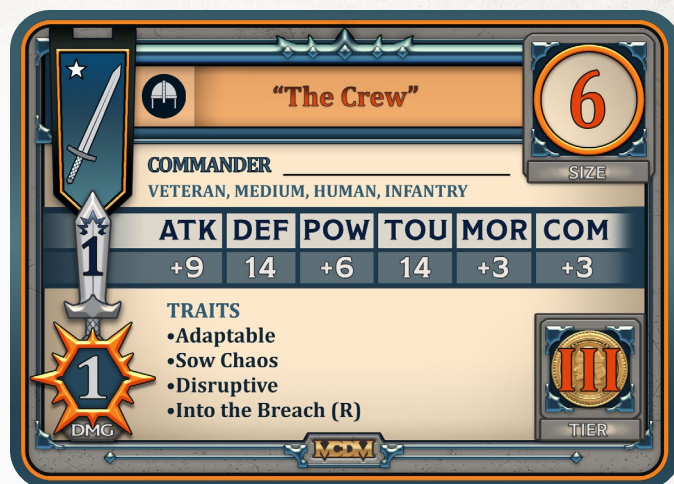 “The Crew”
6
SIZE
COMMANDER
VETERAN, MEDIUM, HUMAN, INFANTRY
1
ATK DEF POW TOU MOR COM
+9 14 +6 14 +3 +3
TRAITS
•Adaptable
•Sow Chaos
•Disruptive
•Into the Breach (R)
1
DMG
III
TIER
MCDM